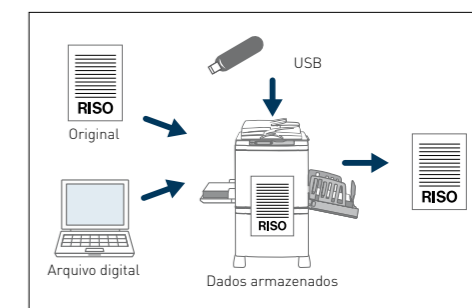 USB
RISO
Original
RISO
RISO
Arquivo digital
Dados armazenados